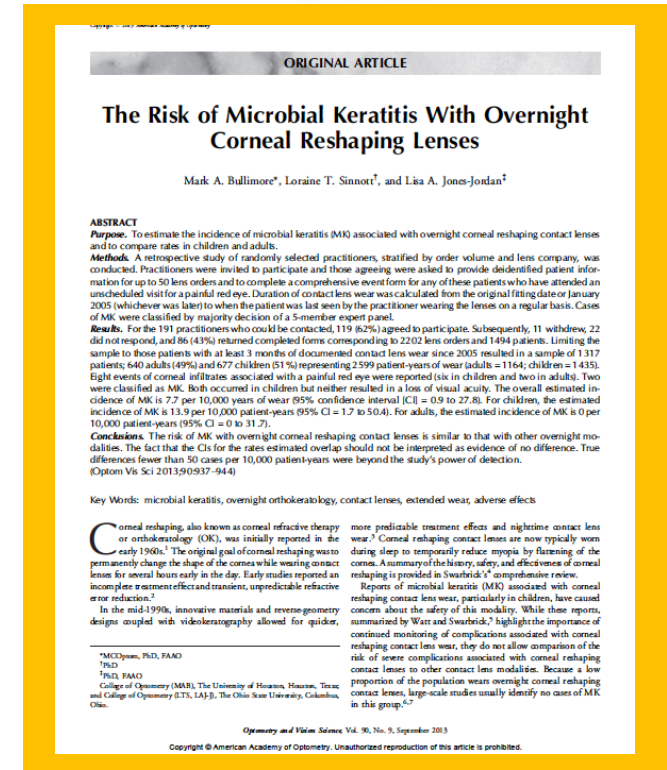 Copyright © 2013 American Academy of Optometry
ORIGINAL ARTICLE
The Risk of Microbial Keratitis With Overnight
Corneal Reshaping Lenses
Mark A. Bullimore*, Loraine T. Sinnott†, and Lisa A. Jones-Jordan‡
ABSTRACT
Purpose. To estimate the incidence of microbial keratitis (MK) associated with overnight corneal reshaping contact lenses
and to compare rates in children and adults.
Methods. A retrospective study of randomly selected practitioners, stratified by order volume and lens company, was
conducted. Practitioners were invited to participate and those agreeing were asked to provide deidentified patient infor-
mation for up to 50 lens orders and to complete a comprehensive event form for any of these patients who have attended an
unscheduled visit for a painful red eye. Duration of contact lens wear was calculated from the original fitting date or January
2005 (whichever was later) to when the patient was last seen by the practitioner wearing the lenses on a regular basis. Cases
of MK were classified by majority decision of a 5-member expert panel.
Results. For the 191 practitioners who could be contacted, 119 (62%) agreed to participate. Subsequently, 11 withdrew, 22
did not respond, and 86 (43%) returned completed forms corresponding to 2202 lens orders and 1494 patients. Limiting the
sample to those patients with at least 3 months of documented contact lens wear since 2005 resulted in a sample of 1317
patients; 640 adults (49%) and 677 children (51%) representing 2599 patient-years of wear (adults = 1164; children = 1435).
Eight events of corneal infiltrates associated with a painful red eye were reported (six in children and two in adults). Two
were classified as MK. Both occurred in children but neither resulted in a loss of visual acuity. The overall estimated in-
cidence of MK is 7.7 per 10,000 years of wear (95% confidence interval [CI] = 0.9 to 27.8). For children, the estimated
incidence of MK is 13.9 per 10,000 patient-years (95% CI = 1.7 to 50.4). For adults, the estimated incidence of MK is 0 per
10,000 patient-years (95% CI = 0 to 31.7).
Conclusions. The risk of MK with overnight corneal reshaping contact lenses is similar to that with other overnight mo-
dalities. The fact that the CIs for the rates estimated overlap should not be interpreted as evidence of no difference. True
differences fewer than 50 cases per 10,000 patient-years were beyond the study's power of detection.
(Optom Vis Sci 2013;90:937–944)
Key Words: microbial keratitis, overnight orthokeratology, contact lenses, extended wear, adverse effects
Corneal reshaping, also known as corneal refractive therapy
or orthokeratology (OK), was initially reported in the
early 1960s.1 The original goal of corneal reshaping was to
permanently change the shape of the cornea while wearing contact
lenses for several hours early in the day. Early studies reported an
incomplete treatment effect and transient, unpredictable refractive
error reduction.2
In the mid-1990s, innovative materials and reverse-geometry
designs coupled with videokeratography allowed for quicker,
*MCOptom, PhD, FAAO
†PhD
‡PhD, FAAO
College of Optometry (MAB), The University of Houston, Houston, Texas;
and College of Optometry (LTS, LAJ-J), The Ohio State University, Columbus,
Ohio.
more predictable treatment effects and nighttime contact lens
wear.3 Corneal reshaping contact lenses are now typically worn
during sleep to temporarily reduce myopia by flattening of the
cornea. A summary of the history, safety, and effectiveness of corneal
reshaping is provided in Swarbrick's4 comprehensive review.
Reports of microbial keratitis (MK) associated with corneal
reshaping contact lens wear, particularly in children, have caused
concern about the safety of this modality. While these reports,
summarized by Watt and Swarbrick,5 highlight the importance of
continued monitoring of complications associated with corneal
reshaping contact lens wear, they do not allow comparison of the
risk of severe complications associated with corneal reshaping
contact lenses to other contact lens modalities. Because a low
proportion of the population wears overnight corneal reshaping
contact lenses, large-scale studies usually identify no cases of MK
in this group.6,7
Optometry and Vision Science, Vol. 90, No. 9, September 2013
Copyright © American Academy of Optometry. Unauthorized reproduction of this article is prohibited.